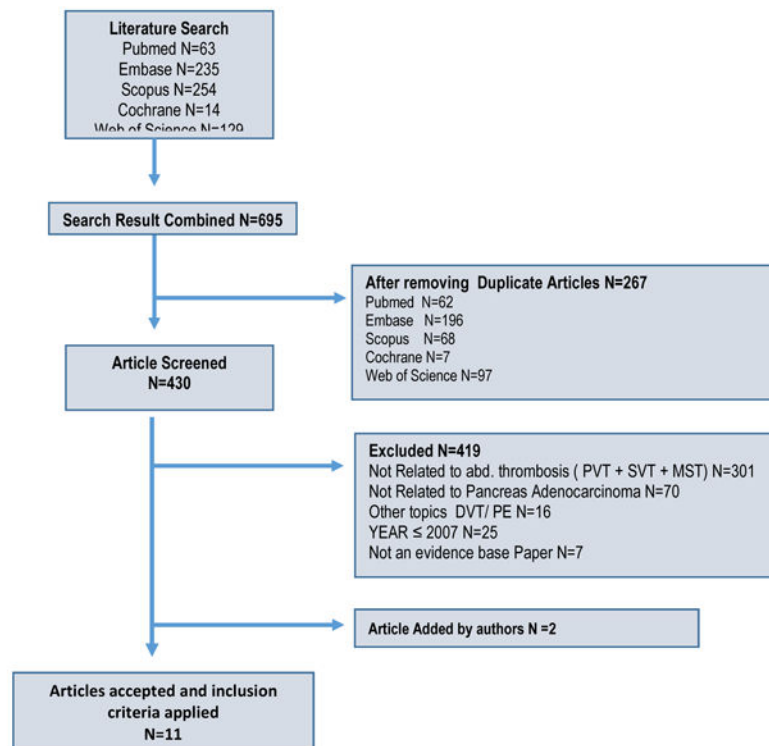 Literature Search
Pubmed N=63
Embase N=235
Scopus N=254
Cochrane N=14
Web of Science N=129
Search Result Combined N=695
After removing Duplicate Articles N=267
Pubmed N=62
Embase N=196
Scopus N=68
Cochrane N=7
Web of Science N=97
Article Screened
N=430
Excluded N=419
Not Related to abd. thrombosis ( PVT + SVT + MST) N=301
Not Related to Pancreas Adenocarcinoma N=70
Other topics DVT/ PE N=16
YEAR ≤ 2007 N=25
Not an evidence base Paper N=7
Article Added by authors N =2
Articles accepted and inclusion
criteria applied
N=11